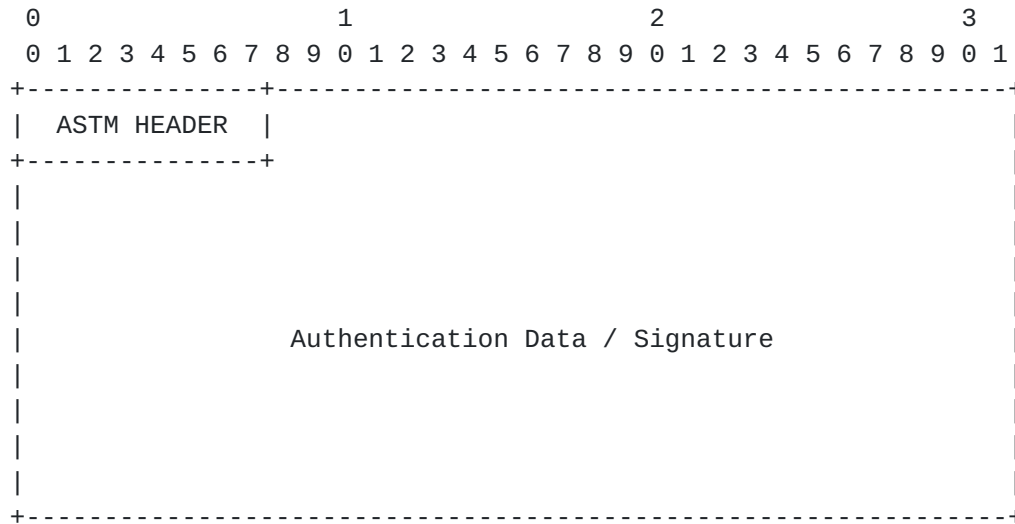 0                   1                   2                   3
0 1 2 3 4 5 6 7 8 9 0 1 2 3 4 5 6 7 8 9 0 1 2 3 4 5 6 7 8 9 0 1
+---------------+-----------------------------------------------+
|  ASTM HEADER  |                                               |
+---------------+                                               |
|                                                               |
|                                                               |
|                                                               |
|                                                               |
|                 Authentication Data / Signature               |
|                                                               |
|                                                               |
|                                                               |
|                                                               |
+---------------------------------------------------------------+